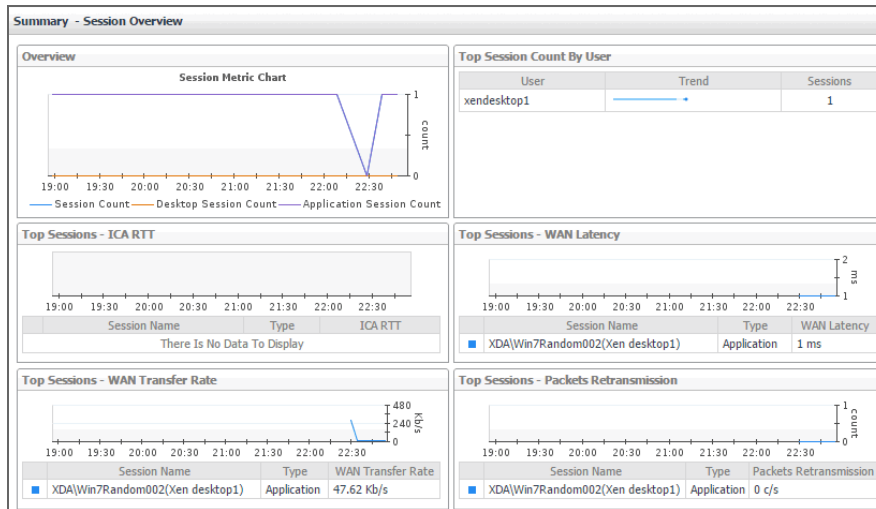 Summary - Session Overview
Overview
Session Metric Chart
1
count
0
19:00 19:30 20:00 20:30 21:00 21:30 22:00 22:30
Session Count Desktop Session Count Application Session Count
Top Session Count By User
User Trend Sessions
xendesktop1 1
Top Sessions - ICA RTT
19:00 19:30 20:00 20:30 21:00 21:30 22:00 22:30
Session Name Type ICA RTT
There Is No Data To Display
Top Sessions - WAN Latency
2
ms
1
19:00 19:30 20:00 20:30 21:00 21:30 22:00 22:30
Session Name Type WAN Latency
XDA\Win7Random002(Xen desktop1) Application 1 ms
Top Sessions - WAN Transfer Rate
480
240
Kb/s
0
19:00 19:30 20:00 20:30 21:00 21:30 22:00 22:30
Session Name Type WAN Transfer Rate
XDA\Win7Random002(Xen desktop1) Application 47.62 Kb/s
Top Sessions - Packets Retransmission
1
count
0
19:00 19:30 20:00 20:30 21:00 21:30 22:00 22:30
Session Name Type Packets Retransmission
XDA\Win7Random002(Xen desktop1) Application 0 c/s